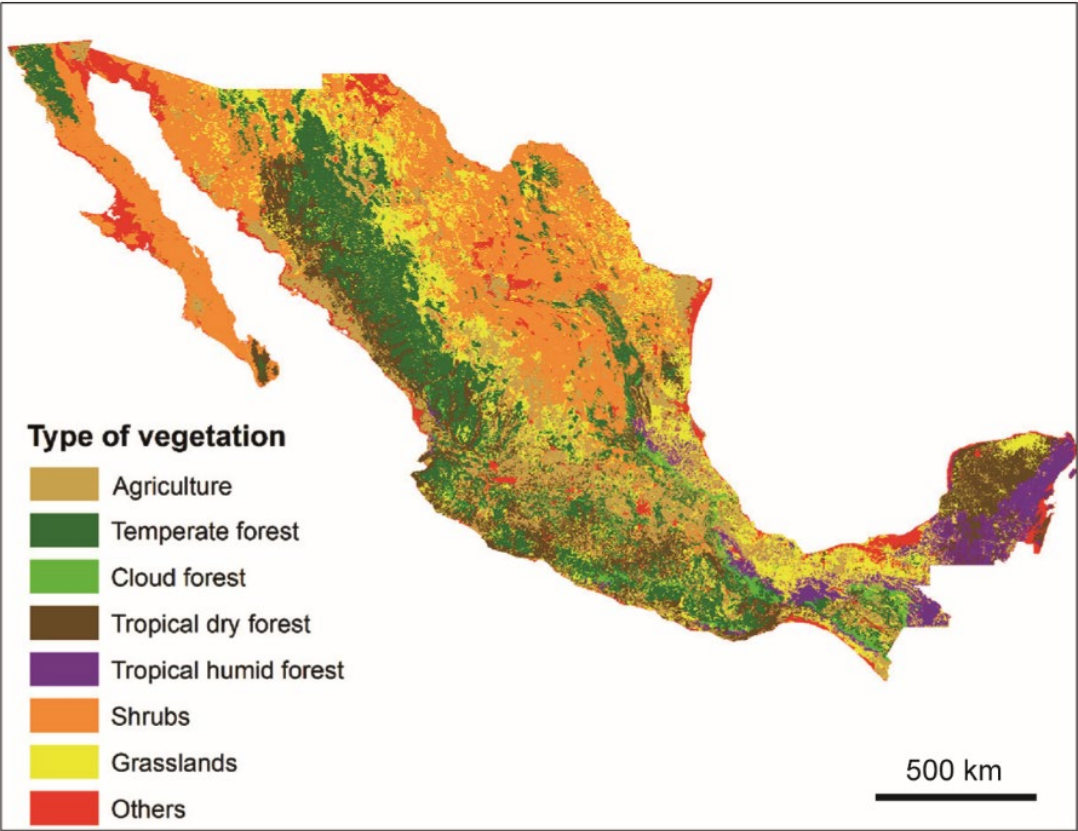 Type of vegetation
Agriculture
Temperate forest
Cloud forest
Tropical dry forest
Tropical humid forest
Shrubs
Grasslands
Others
500 km